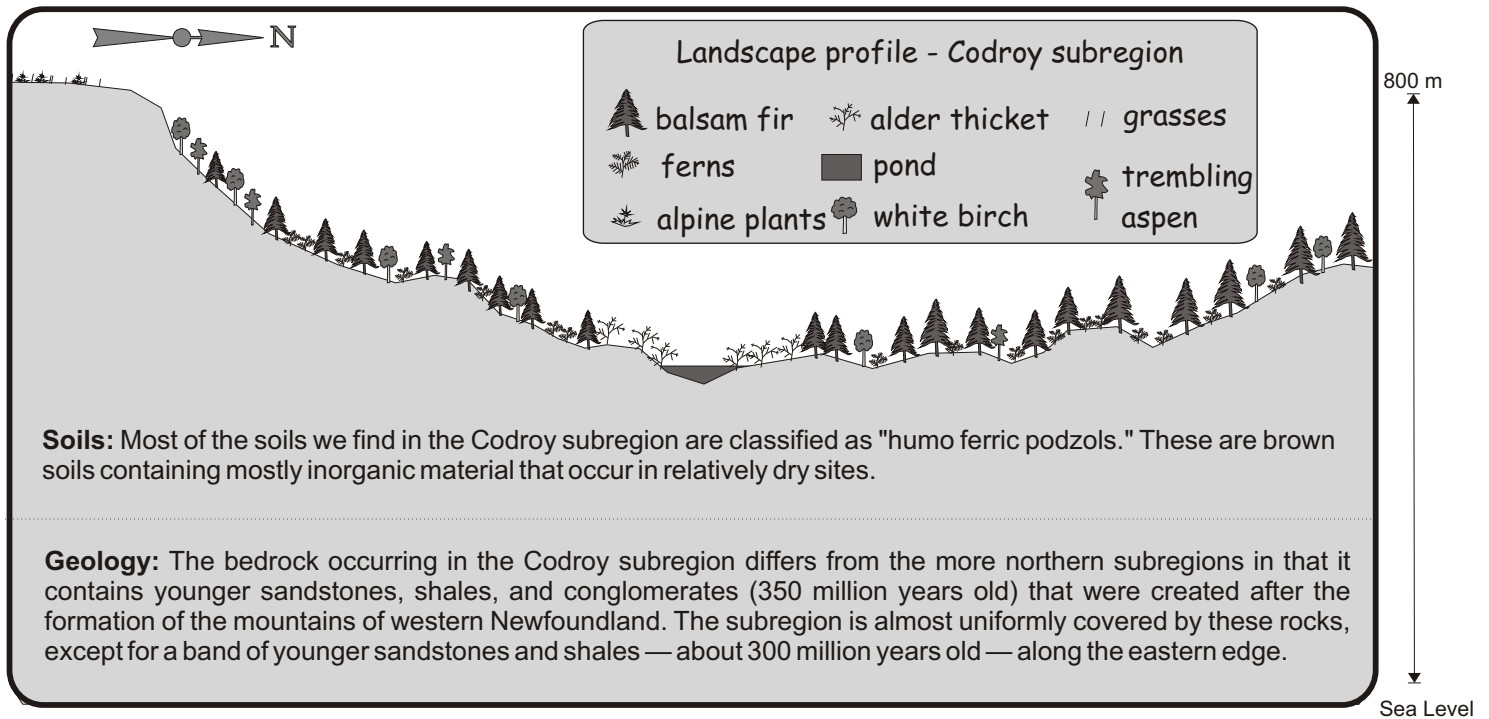 N
Landscape profile - Codroy subregion
balsam fir
alder thicket
grasses
ferns
pond
trembling
aspen
alpine plants
white birch
800 m
Soils: Most of the soils we find in the Codroy subregion are classified as "humo ferric podzols." These are brown
soils containing mostly inorganic material that occur in relatively dry sites.
Geology: The bedrock occurring in the Codroy subregion differs from the more northern subregions in that it
contains younger sandstones, shales, and conglomerates (350 million years old) that were created after the
formation of the mountains of western Newfoundland. The subregion is almost uniformly covered by these rocks,
except for a band of younger sandstones and shales — about 300 million years old — along the eastern edge.
Sea Level